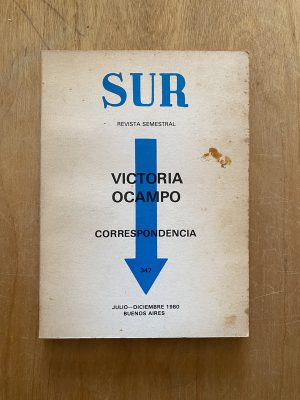 SUR
REVISTA SEMESTRAL
VICTORIA
OCAMPO
CORRESPONDENCIA
347
JULIO—DICIEMBRE 1980
BUENOS AIRES